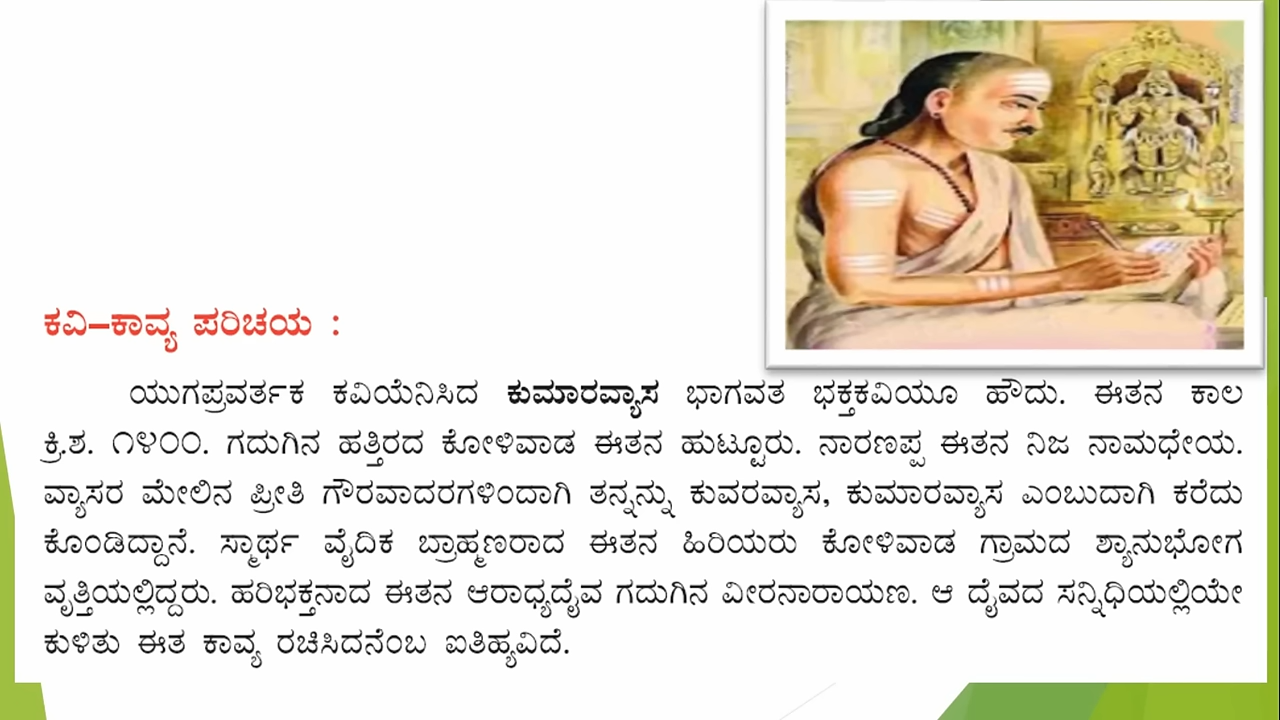 ಕವಿ–ಕಾವ್ಯ ಪರಿಚಯ :
ಯುಗಪ್ರವರ್ತಕ ಕವಿಯೆನಿಸಿದ ಕುಮಾರವ್ಯಾಸ ಭಾಗವತ ಭಕ್ತಕವಿಯೂ ಹೌದು. ಈತನ ಕಾಲ
ಕ್ರಿ.ಶ. ೧೪೦೦. ಗದುಗಿನ ಹತ್ತಿರದ ಕೋಳಿವಾಡ ಈತನ ಹುಟ್ಟೂರು. ನಾರಣಪ್ಪ ಈತನ ನಿಜ ನಾಮಧೇಯ.
ವ್ಯಾಸರ ಮೇಲಿನ ಪ್ರೀತಿ ಗೌರವಾದರಗಳಿಂದಾಗಿ ತನ್ನನ್ನು ಕುವರವ್ಯಾಸ, ಕುಮಾರವ್ಯಾಸ ಎಂಬುದಾಗಿ ಕರೆದು
ಕೊಂಡಿದ್ದಾನೆ. ಸ್ಮಾರ್ಥ ವೈದಿಕ ಬ್ರಾಹ್ಮಣರಾದ ಈತನ ಹಿರಿಯರು ಕೋಳಿವಾಡ ಗ್ರಾಮದ ಶ್ಯಾನುಭೋಗ
ವೃತ್ತಿಯಲ್ಲಿದ್ದರು. ಹರಿಭಕ್ತನಾದ ಈತನ ಆರಾಧ್ಯದೈವ ಗದುಗಿನ ವೀರನಾರಾಯಣ. ಆ ದೈವದ ಸನ್ನಿಧಿಯಲ್ಲಿಯೇ
ಕುಳಿತು ಈತ ಕಾವ್ಯ ರಚಿಸಿದನೆಂಬ ಐತಿಹ್ಯವಿದೆ.